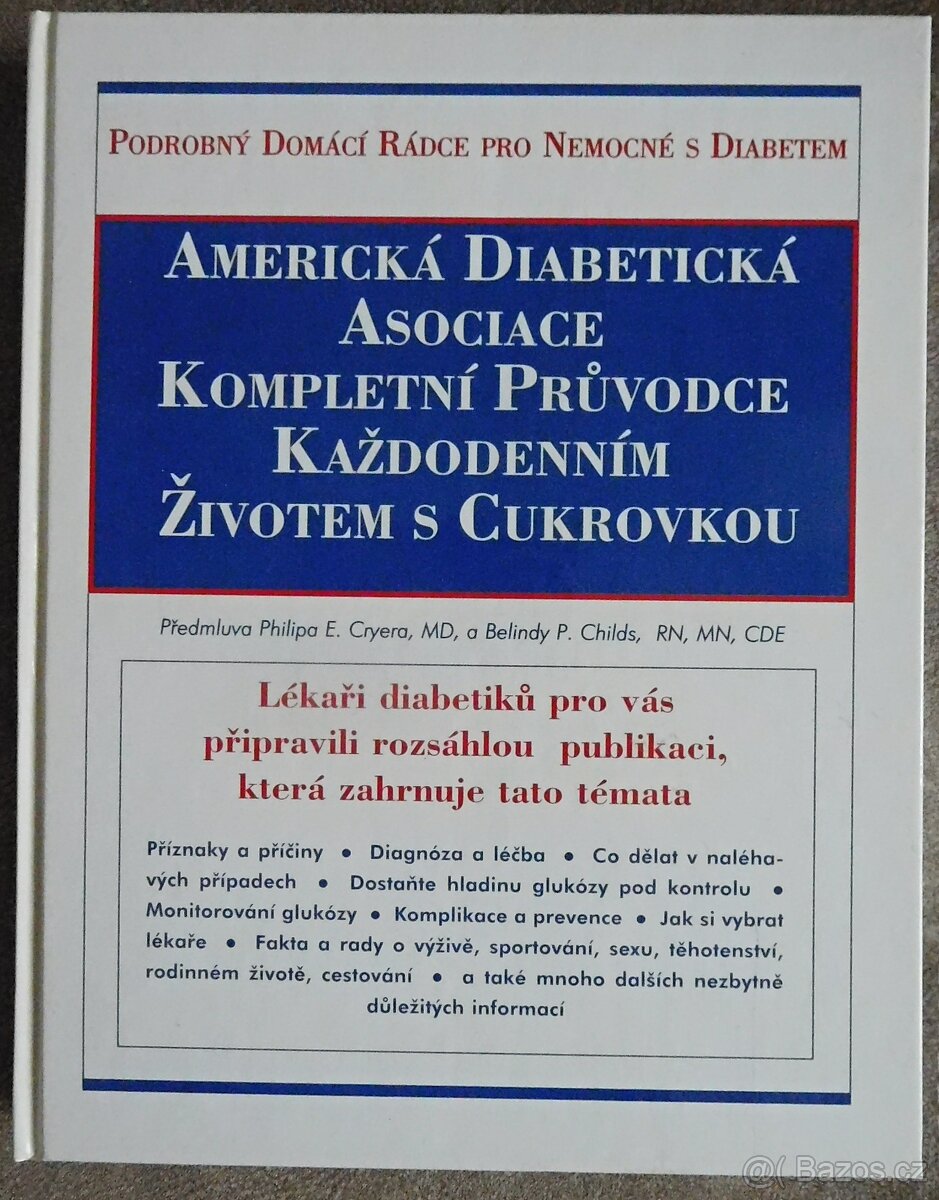 Podrobný Domácí Rádce pro Nemocné s Diabetem
Americká Diabetická
Asociace
Kompletní Průvodce
Každodenním
Životem s Cukrovkou
Předmluva Philipa E. Cryera, MD, a Belindy P. Childs, RN, MN, CDE
Lékaři diabetiků pro vás
připravili rozsáhlou publikaci,
která zahrnuje tato témata
Příznaky a příčiny • Diagnóza a léčba • Co dělat v naléha-
vých případech • Dostaňte hladinu glukózy pod kontrolu •
Monitorování glukózy • Komplikace a prevence • Jak si vybrat
lékaře • Fakta a rady o výživě, sportování, sexu, těhotenství,
rodinném životě, cestování • a také mnoho dalších nezbytně
důležitých informací
@( Bazos.cz